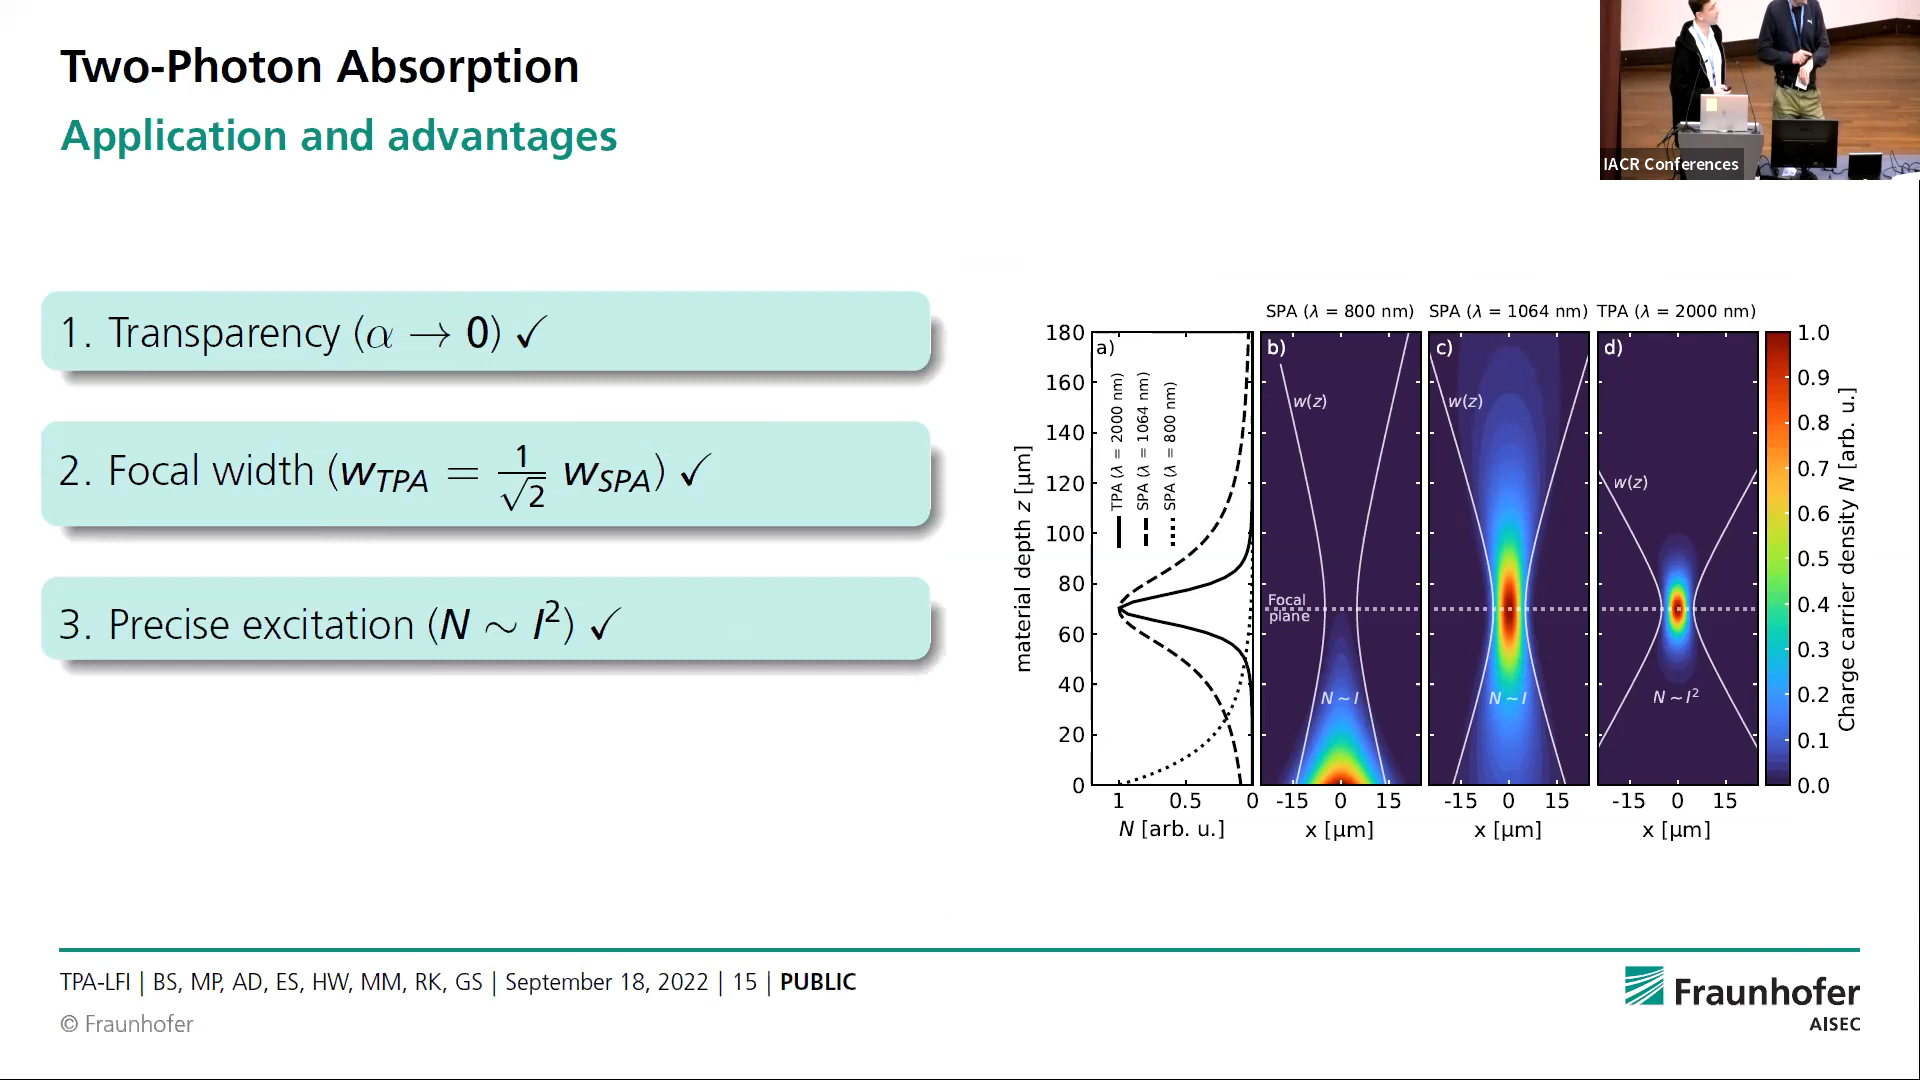 Two-Photon Absorption
Application and advantages
IACR Conferences
1. Transparency (α → 0) ✓
2. Focal width (w_TPA = 1/√2 w_SPA) ✓
3. Precise excitation (N ∼ I²) ✓
SPA (λ = 800 nm) SPA (λ = 1064 nm) TPA (λ = 2000 nm)
a) b) c) d)
TPA (λ = 2000 nm)
SPA (λ = 1064 nm)
SPA (λ = 800 nm)
w(z) w(z) w(z)
Focal
plane
N ∼ I N ∼ I N ∼ I²
material depth z [µm]
180
160
140
120
100
80
60
40
20
0
1 0.5 0 -15 0 15 -15 0 15 -15 0 15
N [arb. u.] x [µm] x [µm] x [µm]
1.0
0.9
0.8
0.7
0.6
0.5
0.4
0.3
0.2
0.1
0.0
Charge carrier density N [arb. u.]
TPA-LFI | BS, MP, AD, ES, HW, MM, RK, GS | September 18, 2022 | 15 | PUBLIC
© Fraunhofer
Fraunhofer
AISEC